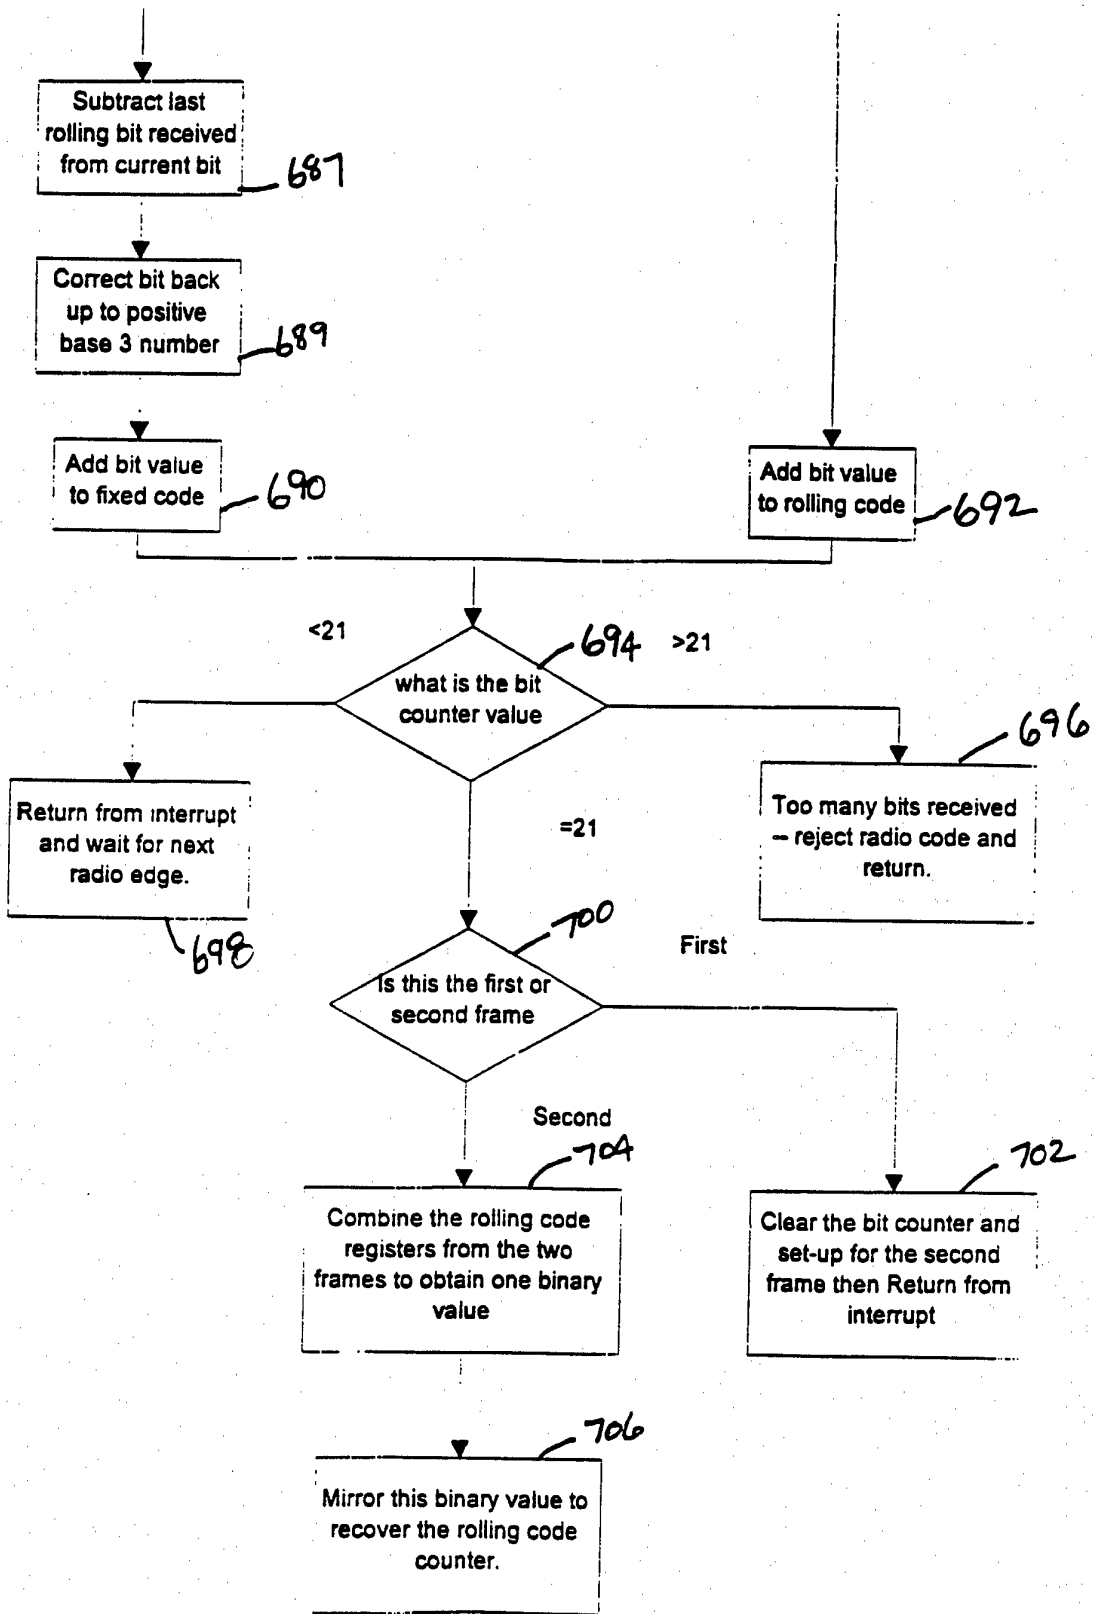 Subtract last
rolling bit received
from current bit
687
Correct bit back
up to positive
base 3 number
689
Add bit value
to fixed code
690
Add bit value
to rolling code
692
<21
694
>21
what is the bit
counter value
696
Return from interrupt
and wait for next
radio edge.
698
=21
Too many bits received
-- reject radio code and
return.
700
First
Is this the first or
second frame
Second
704
702
Combine the rolling code
registers from the two
frames to obtain one binary
value
Clear the bit counter and
set-up for the second
frame then Return from
interrupt
706
Mirror this binary value to
recover the rolling code
counter.